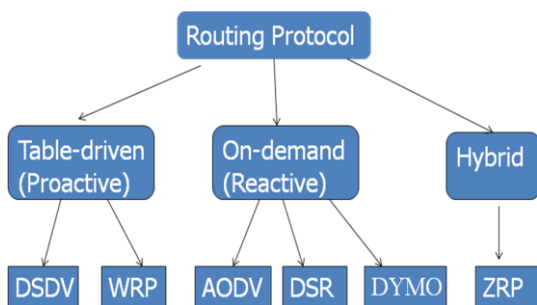 Routing Protocol
Table-driven
(Proactive)
On-demand
(Reactive)
Hybrid
DSDV
WRP
AODV
DSR
DYMO
ZRP